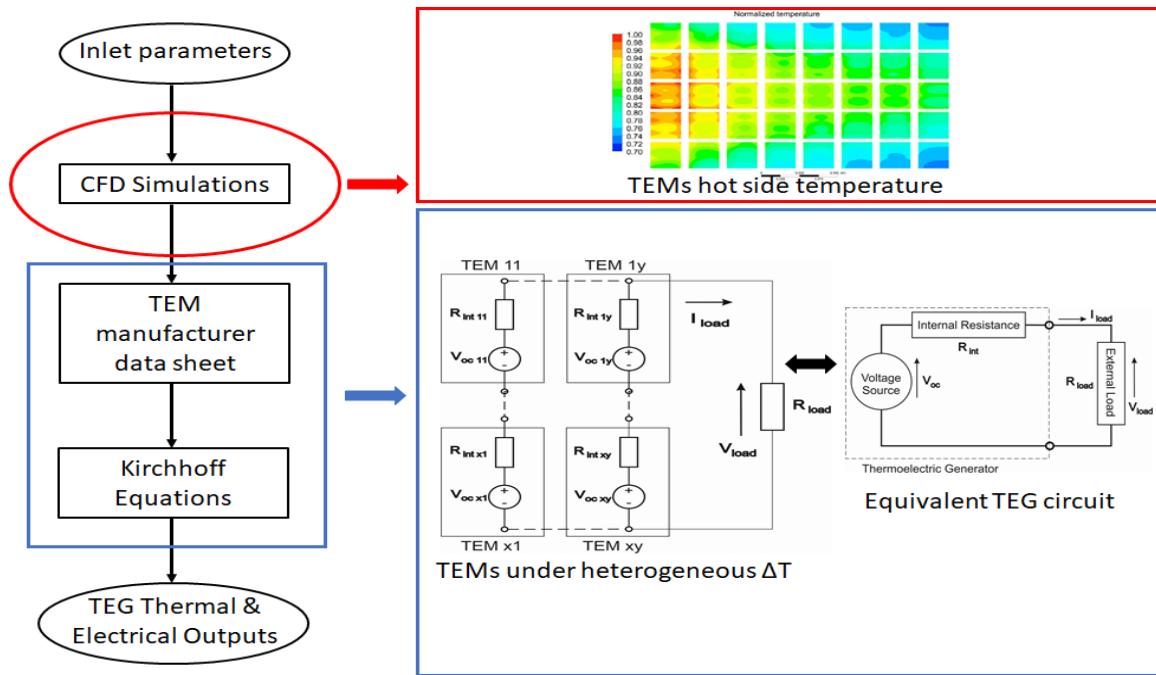 Inlet parameters
CFD Simulations
TEM
manufacturer
data sheet
Kirchhoff
Equations
TEG Thermal &
Electrical Outputs
Normalized temperature
1.00
0.98
0.96
0.94
0.92
0.90
0.88
0.86
0.84
0.82
0.80
0.78
0.76
0.74
0.72
0.70
TEMs hot side temperature
TEM 11
TEM 1y
R int 11
R int 1y
V oc 11
V oc 1y
I load
R int x1
R int xy
V oc x1
V oc xy
V load
R load
TEM x1
TEM xy
TEMs under heterogeneous ΔT
Internal Resistance
R int
I load
Voltage
Source
V oc
R load
External Load
V load
Thermoelectric Generator
Equivalent TEG circuit